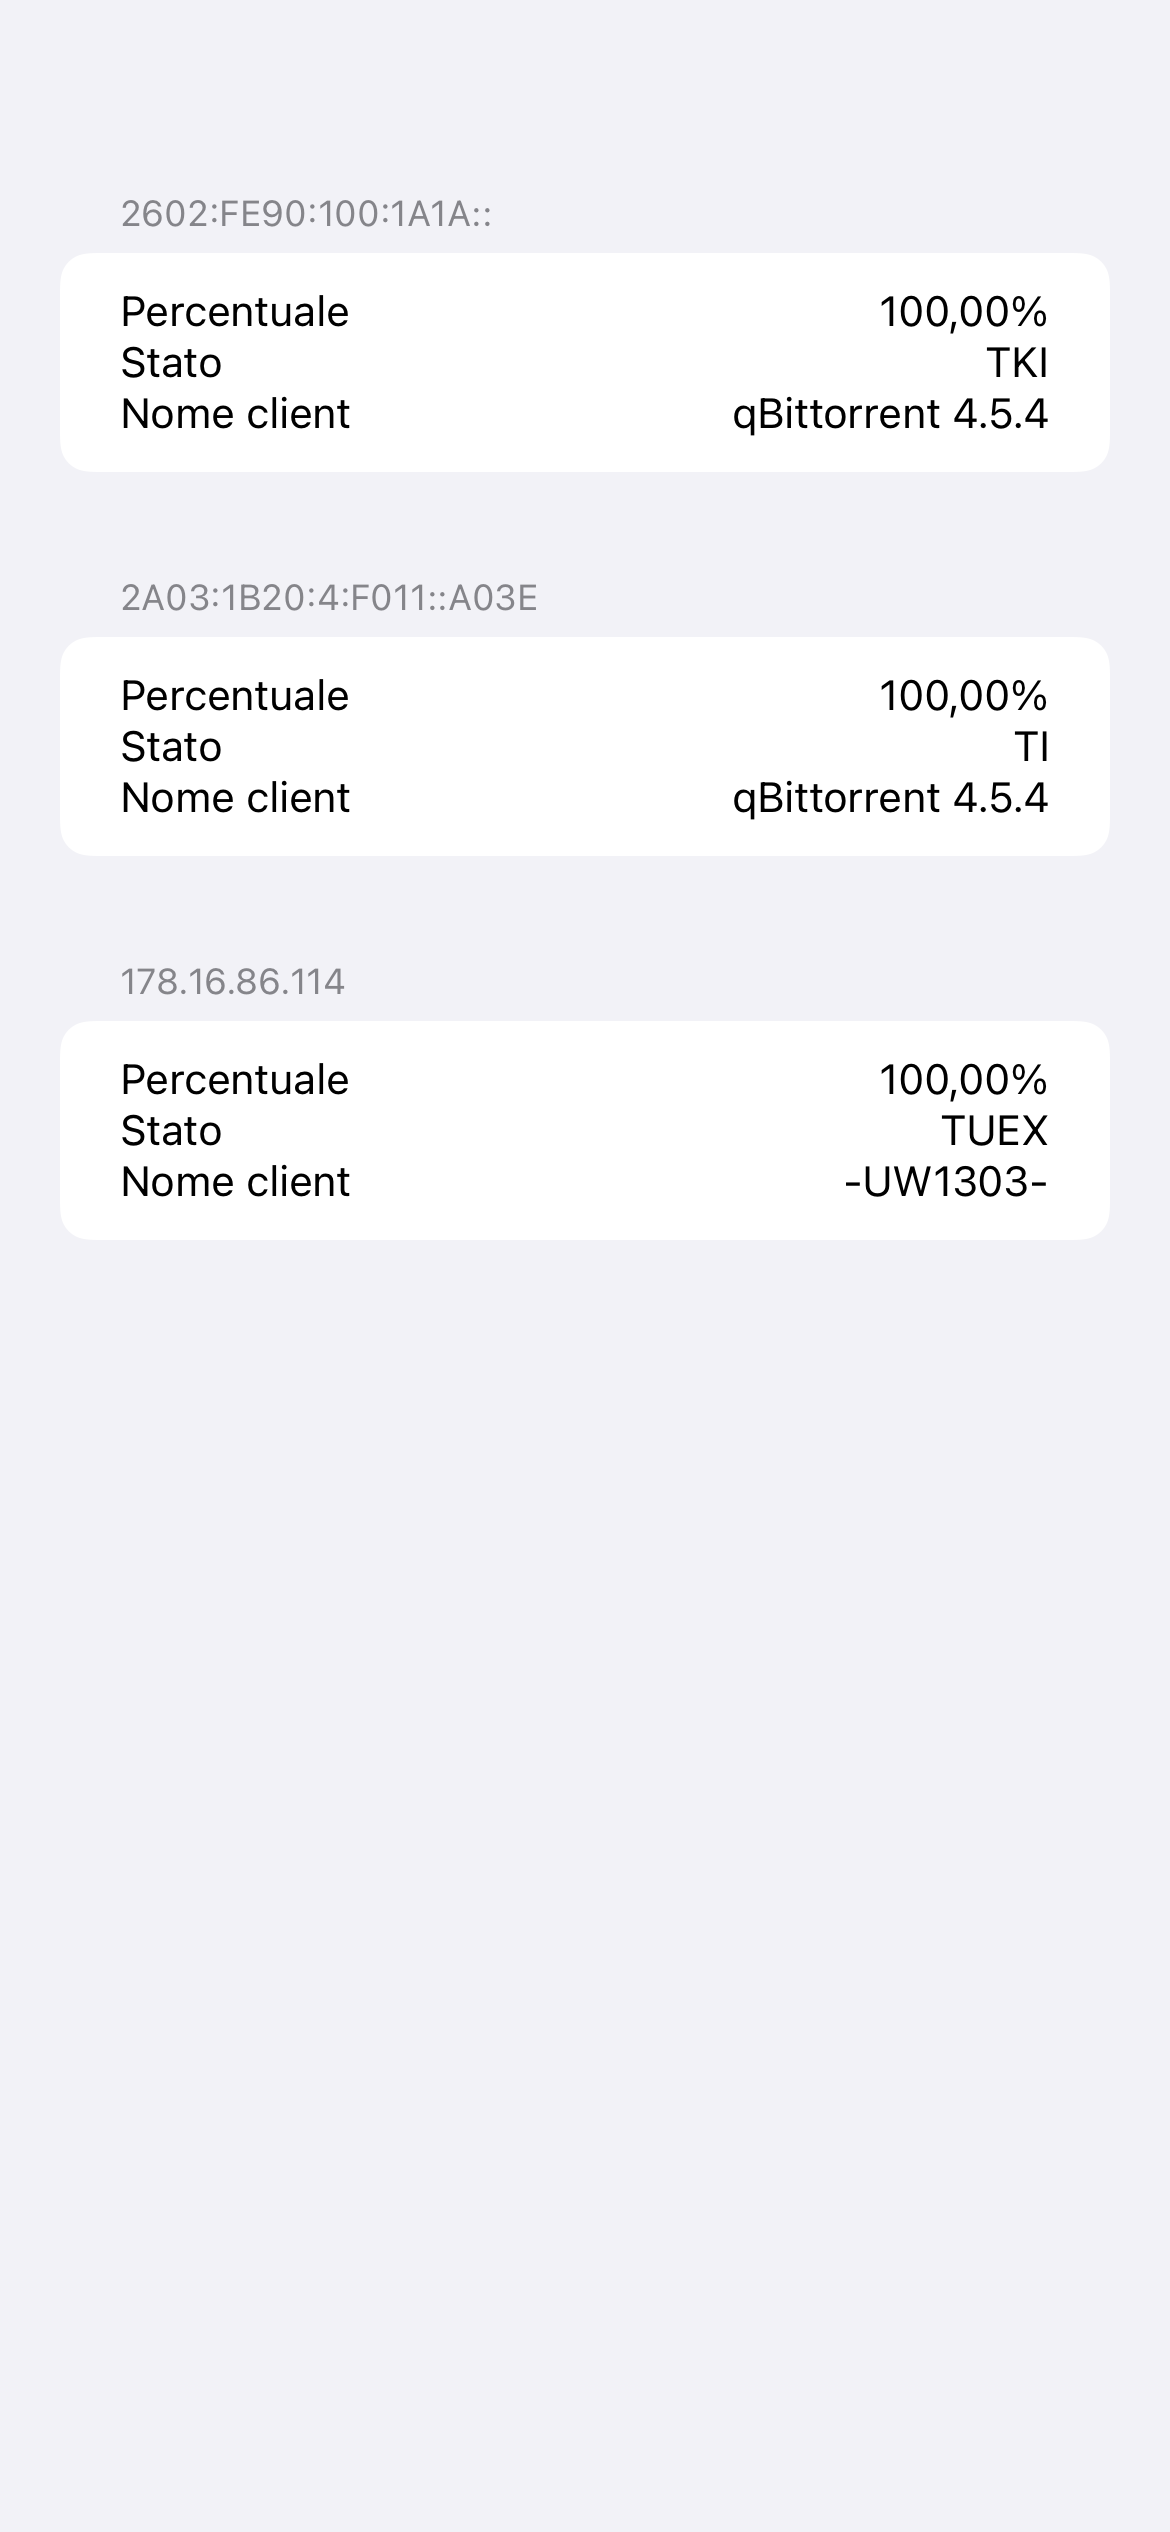 2602:FE90:100:1A1A::
Percentuale 100,00%
Stato TKI
Nome client qBittorrent 4.5.4
2A03:1B20:4:F011::A03E
Percentuale 100,00%
Stato TI
Nome client qBittorrent 4.5.4
178.16.86.114
Percentuale 100,00%
Stato TUEX
Nome client -UW1303-